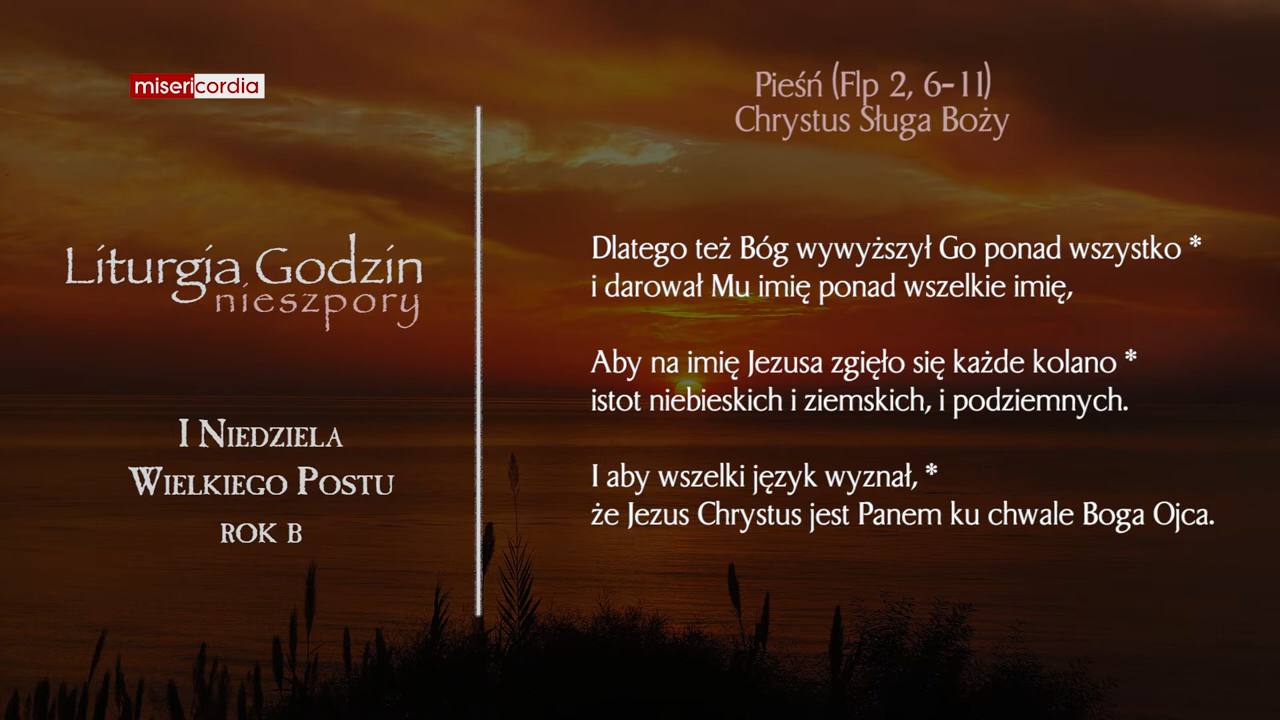 misericordia
Liturgia Godzin
nieszpory
I Niedziela
Wielkiego Postu
rok B
Pieśń (Flp 2, 6-11)
Chrystus Sługa Boży
Dlatego też Bóg wywyższył Go ponad wszystko *
i darował Mu imię ponad wszelkie imię,
Aby na imię Jezusa zgięło się każde kolano *
istot niebieskich i ziemskich, i podziemnych.
I aby wszelki język wyznał, *
że Jezus Chrystus jest Panem ku chwale Boga Ojca.